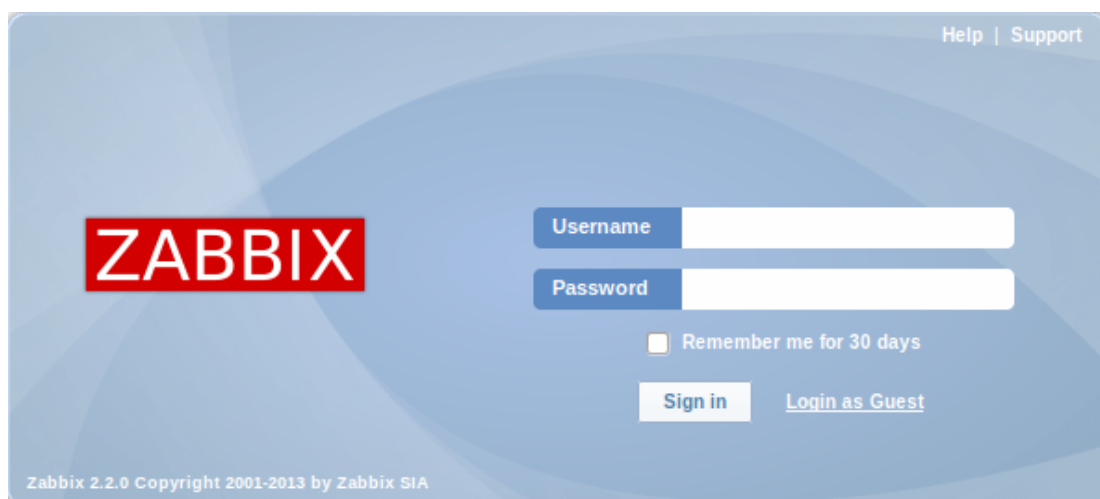 Help | Support
ZABBIX
Username
Password
Remember me for 30 days
Sign in Login as Guest
Zabbix 2.2.0 Copyright 2001-2013 by Zabbix SIA